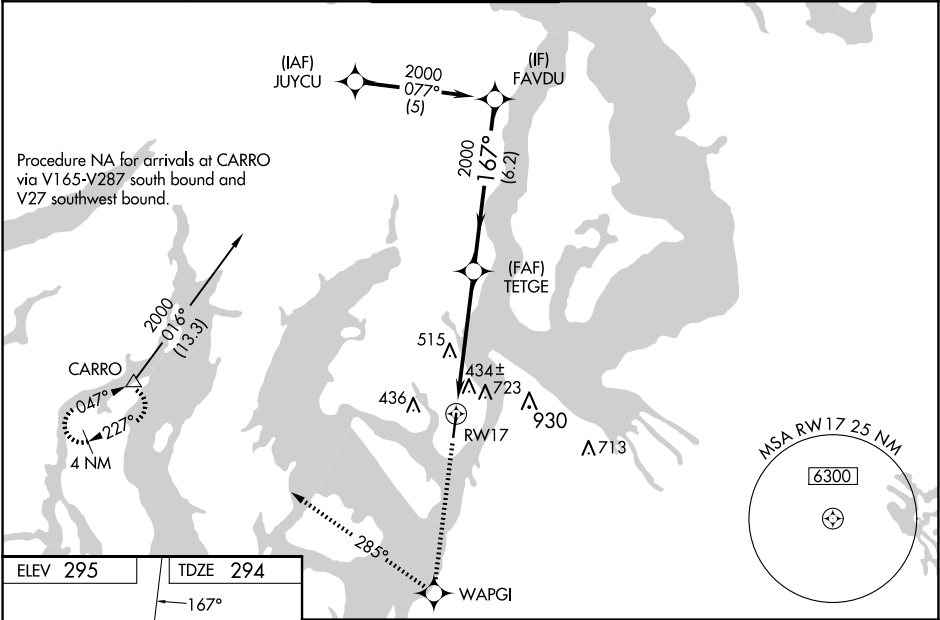 (IAF)
JUYCU
2000
077°
(5)
(IF)
FAVDU
2000
167°
(6.2)
Procedure NA for arrivals at CARRO
via V165-V287 south bound and
V27 southwest bound.
(FAF)
TETGE
2000
016°
(13.3)
CARRO
047°
227°
4 NM
515
434±
723
436
930
RW17
713
MSA RW17 25 NM
6300
285°
WAPGI
ELEV 295
TDZE 294
167°